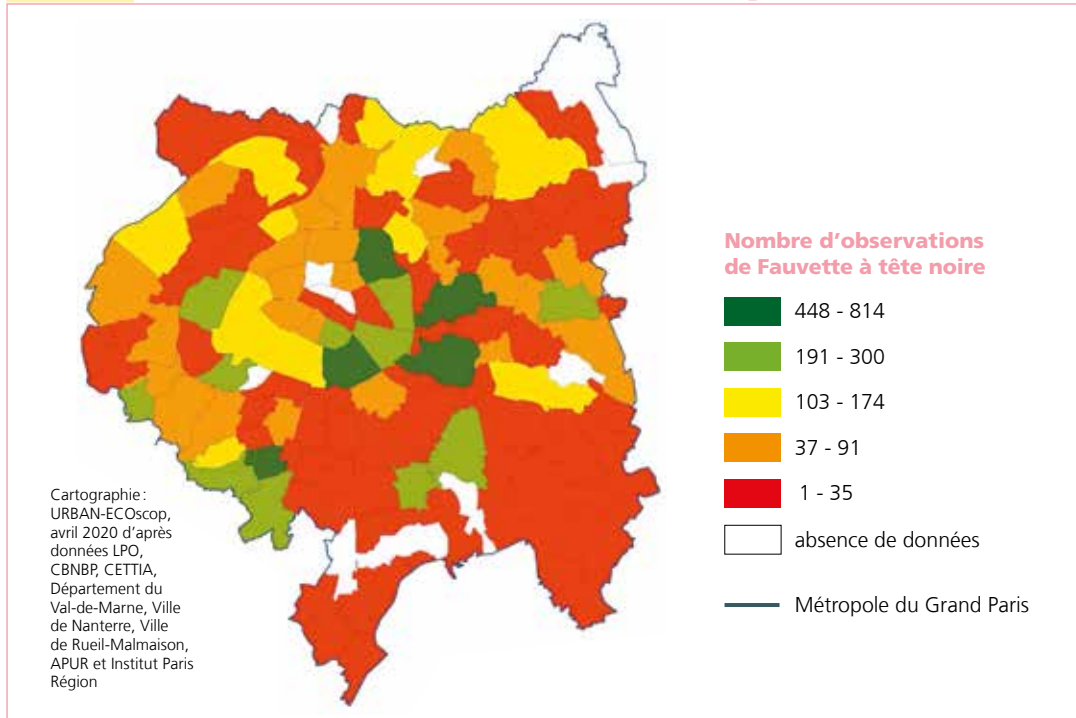 Nombre d’observations
de Fauvette à tête noire
448 - 814
191 - 300
103 - 174
37 - 91
1 - 35
absence de données
Métropole du Grand Paris
Cartographie :
URBAN-ECOscop,
avril 2020 d’après
données LPO,
CBNBP, CETTIA,
Département du
Val-de-Marne, Ville
de Nanterre, Ville
de Rueil-Malmaison,
APUR et Institut Paris
Région